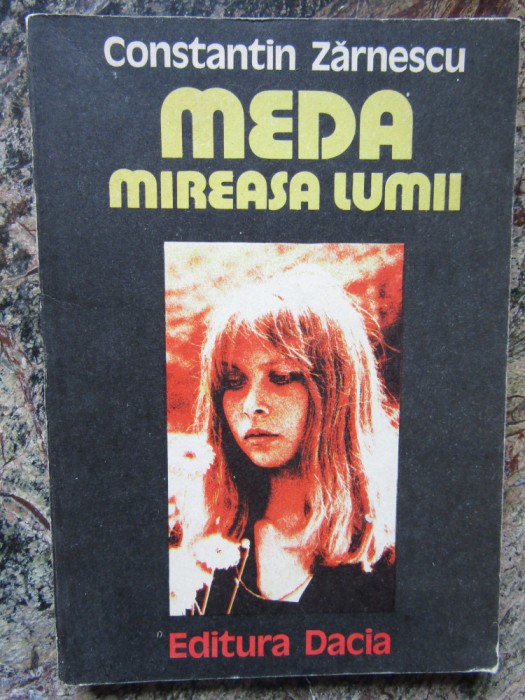 Constantin Zărnescu
MEDA
MIREASA LUMII
Editura Dacia